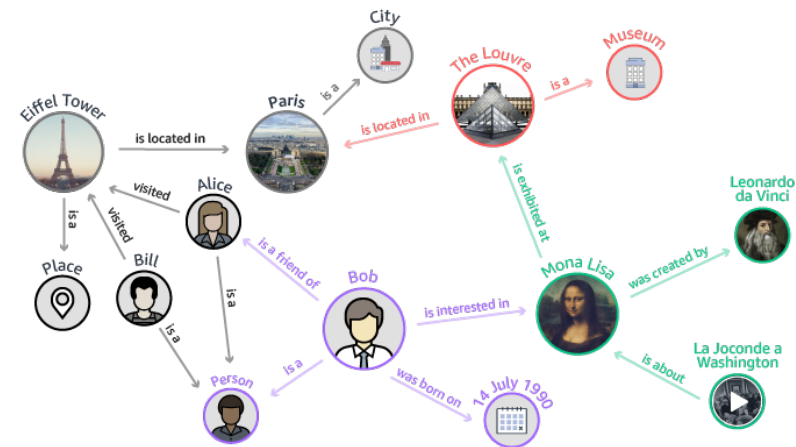 City
The Louvre
Museum
is a
is a
Eiffel Tower
Paris
is located in
is located in
visited
Alice
is exhibited at
Leonardo
da Vinci
is a
visited
is a friend of
was created by
Place
Bill
Bob
Mona Lisa
is a
is interested in
is a
La Joconde a
Washington
is about
is a
Person
was born on
14 July 1990